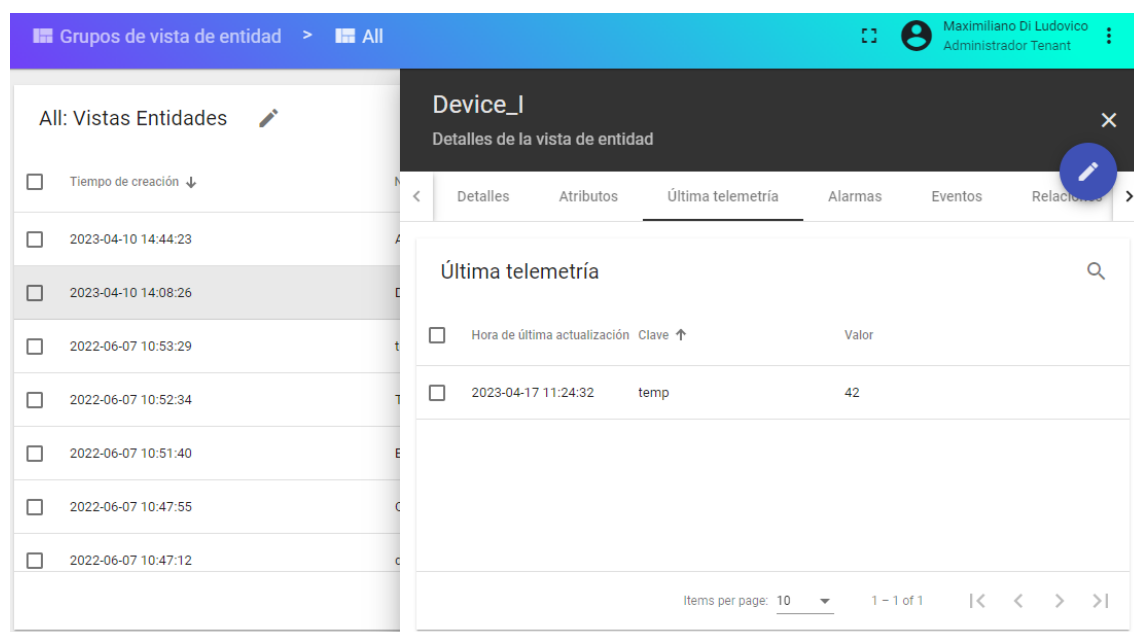 Grupos de vista de entidad > All
Maximiliano Di Ludovico
Administrador Tenant
All: Vistas Entidades
Tiempo de creación
2023-04-10 14:44:23
2023-04-10 14:08:26
2022-06-07 10:53:29
2022-06-07 10:52:34
2022-06-07 10:51:40
2022-06-07 10:47:55
2022-06-07 10:47:12
Device_I
Detalles de la vista de entidad
Detalles Atributos Última telemetría Alarmas Eventos
Última telemetría
Hora de última actualización Clave Valor
2023-04-17 11:24:32 temp 42
Items per page: 10 1 – 1 of 1